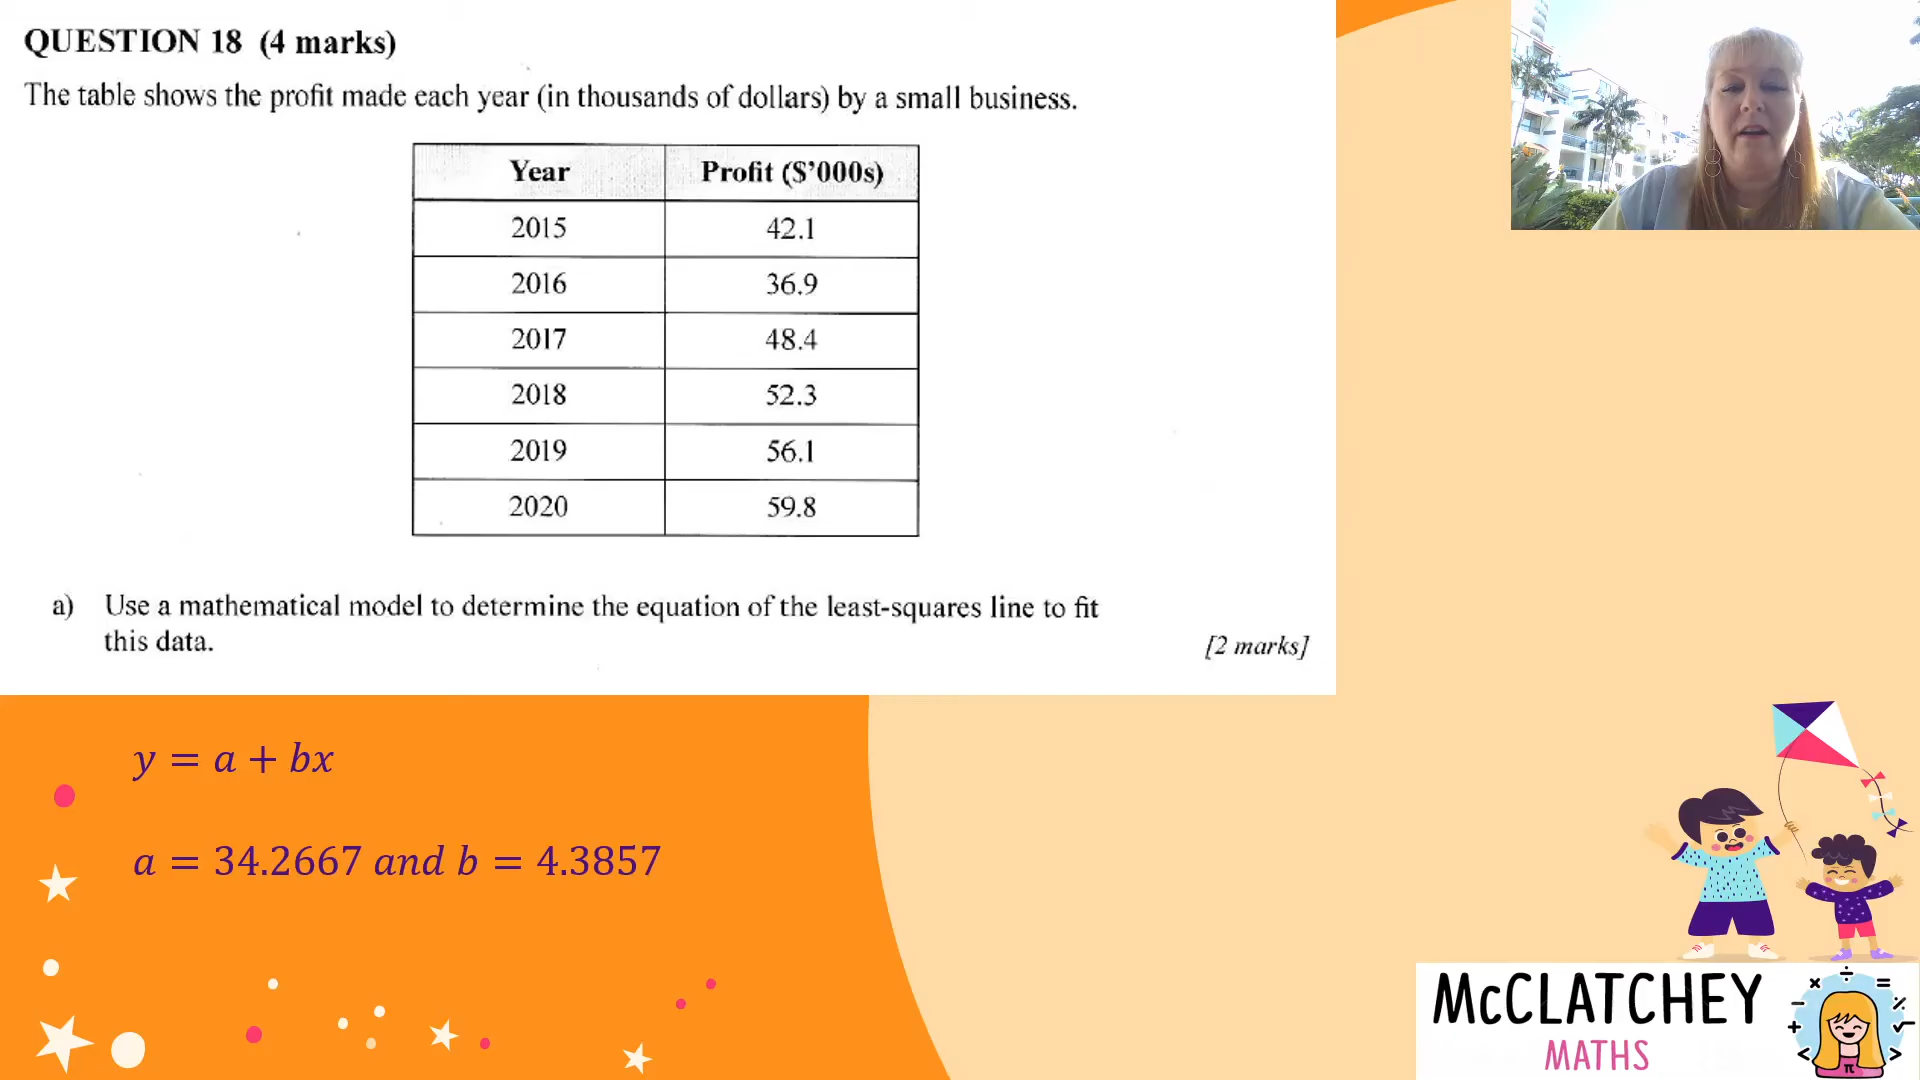 QUESTION 18 (4 marks)
The table shows the profit made each year (in thousands of dollars) by a small business.
Year Profit ($’000s)
2015 42.1
2016 36.9
2017 48.4
2018 52.3
2019 56.1
2020 59.8
a) Use a mathematical model to determine the equation of the least-squares line to fit
this data.
[2 marks]
y = a + bx
a = 34.2667 and b = 4.3857
McCLATCHEY
MATHS